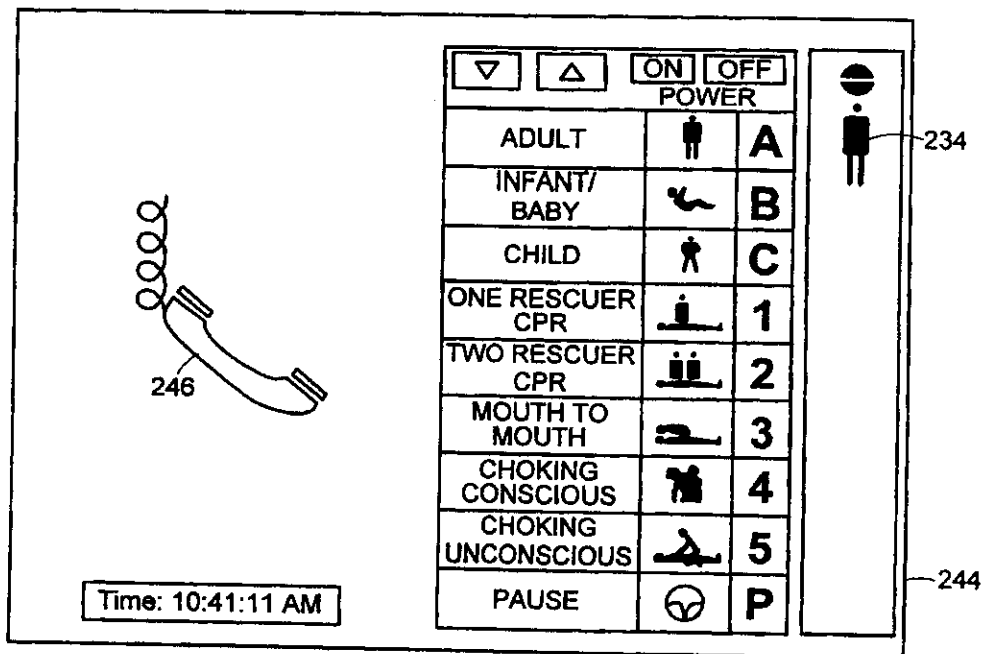 ON OFF
POWER
ADULT A
INFANT/
BABY B
CHILD C
ONE RESCUER
CPR 1
TWO RESCUER
CPR 2
MOUTH TO
MOUTH 3
CHOKING
CONSCIOUS 4
CHOKING
UNCONSCIOUS 5
PAUSE P
234
246
244
Time: 10:41:11 AM